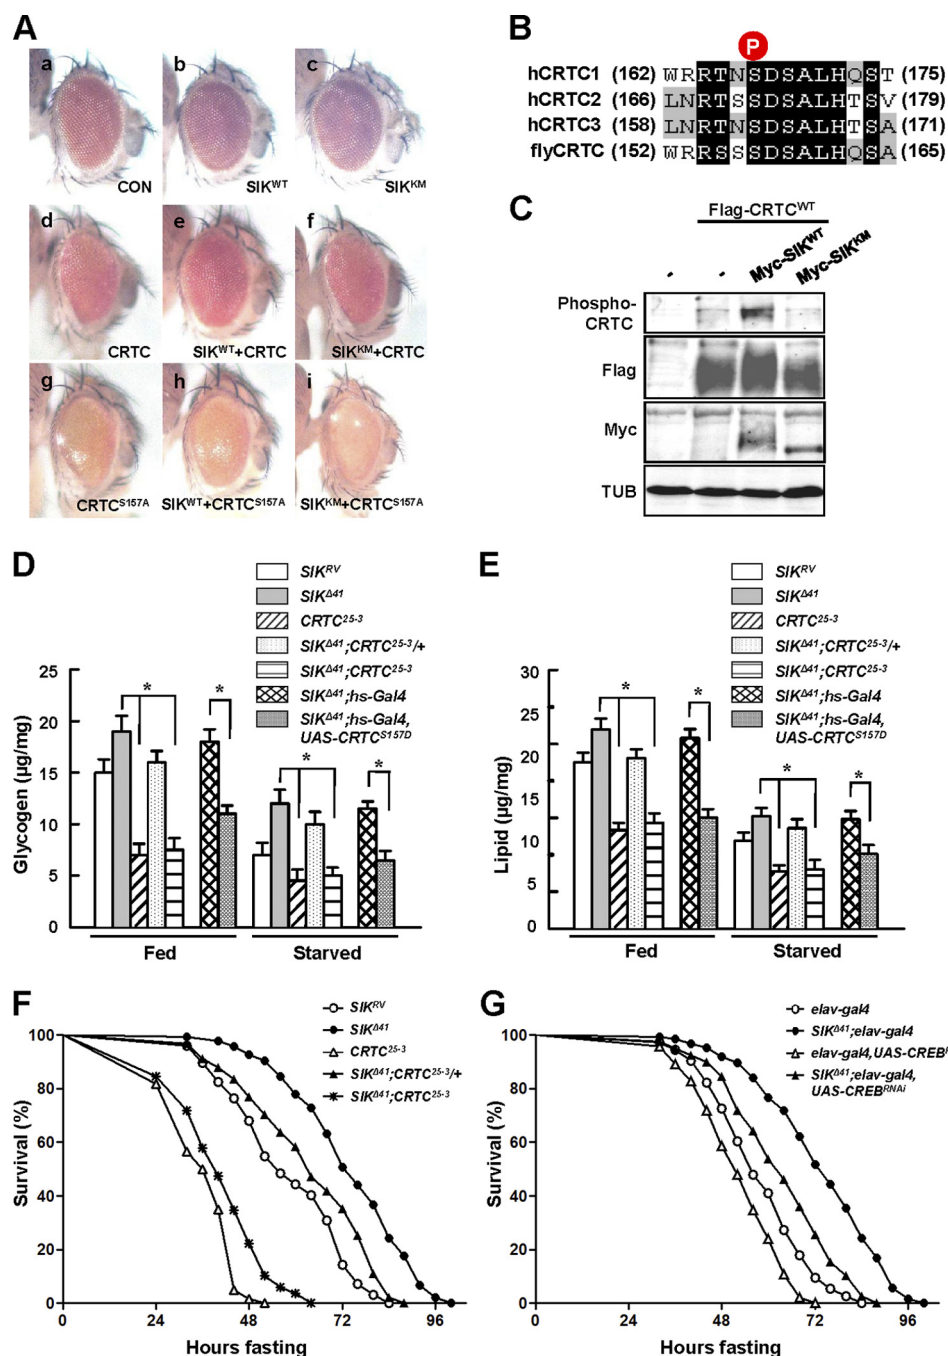 A
a
b
c
CON
SIK^WT
SIK^KM
d
e
f
CRTC
SIK^WT+CRTC
SIK^KM+CRTC
g
h
i
CRTC^S157A
SIK^WT+CRTC^S157A
SIK^KM+CRTC^S157A
B
P
hCRTC1 (162) WRRTNSDSALHQST (175)
hCRTC2 (166) LNRTSSDSALHTSV (179)
hCRTC3 (158) LNRTNSDSALHTSA (171)
flyCRTC (152) WRRSSSDSALHQSA (165)
C
Flag-CRTC^WT
- - Myc-SIK^WT Myc-SIK^KM
Phospho-
CRTC
Flag
Myc
TUB
D
SIK^RV
SIK^Δ41
CRTC^25-3
SIK^Δ41;CRTC^25-3/+
SIK^Δ41;CRTC^25-3
SIK^Δ41;hs-Gal4
SIK^Δ41;hs-Gal4,
UAS-CRTC^S157D
Glycogen (µg/mg)
25
20
15
10
5
0
* * * *
Fed Starved
E
SIK^RV
SIK^Δ41
CRTC^25-3
SIK^Δ41;CRTC^25-3/+
SIK^Δ41;CRTC^25-3
SIK^Δ41;hs-Gal4
SIK^Δ41;hs-Gal4,
UAS-CRTC^S157D
Lipid (µg/mg)
30
25
20
15
10
5
0
* * * *
Fed Starved
F
SIK^RV
SIK^Δ41
CRTC^25-3
SIK^Δ41;CRTC^25-3/+
SIK^Δ41;CRTC^25-3
Survival (%)
100
80
60
40
20
0
0 24 48 72 96
Hours fasting
G
elav-gal4
SIK^Δ41;elav-gal4
elav-gal4,UAS-CREB
SIK^Δ41;elav-gal4,
UAS-CREB^RNAi
Survival (%)
100
80
60
40
20
0
0 24 48 72 96
Hours fasting